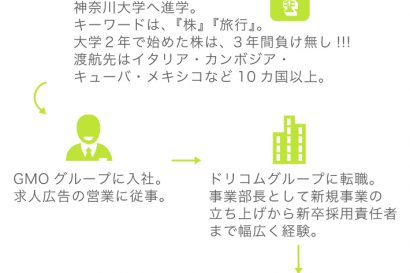 神奈川大学へ進学。
キーワードは、『株』『旅行』。
大学２年で始めた株は、３年間負け無し!!!
渡航先はイタリア・カンボジア・
キューバ・メキシコなど10カ国以上。
GMOグループに入社。
求人広告の営業に従事。
ドリコムグループに転職。
事業部長として新規事業の
立ち上げから新卒採用責任者
まで幅広く経験。